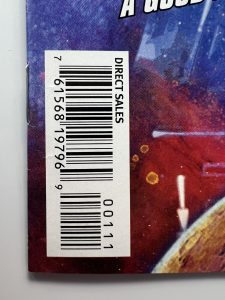 A GOOD
DIRECT SALES
7 61568 19796 9
00111